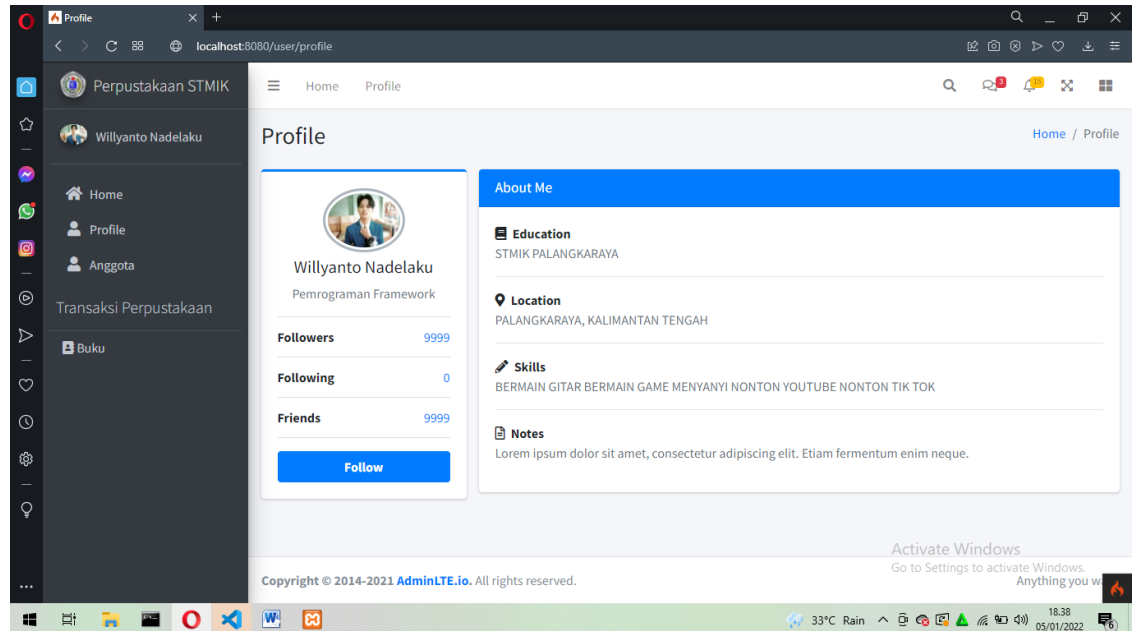 Profile
localhost:8080/user/profile
Perpustakaan STMIK
Home Profile
3
15
Willyanto Nadelaku
Profile
Home / Profile
Home
Profile
Anggota
Transaksi Perpustakaan
Buku
Willyanto Nadelaku
Pemrograman Framework
Followers 9999
Following 0
Friends 9999
Follow
About Me
Education
STMIK PALANGKARAYA
Location
PALANGKARAYA, KALIMANTAN TENGAH
Skills
BERMAIN GITAR BERMAIN GAME MENYANYI NONTON YOUTUBE NONTON TIK TOK
Notes
Lorem ipsum dolor sit amet, consectetur adipiscing elit. Etiam fermentum enim neque.
Activate Windows
Go to Settings to activate Windows.
Copyright © 2014-2021 AdminLTE.io. All rights reserved.
Anything you w
33°C Rain
18.38
05/01/2022
6